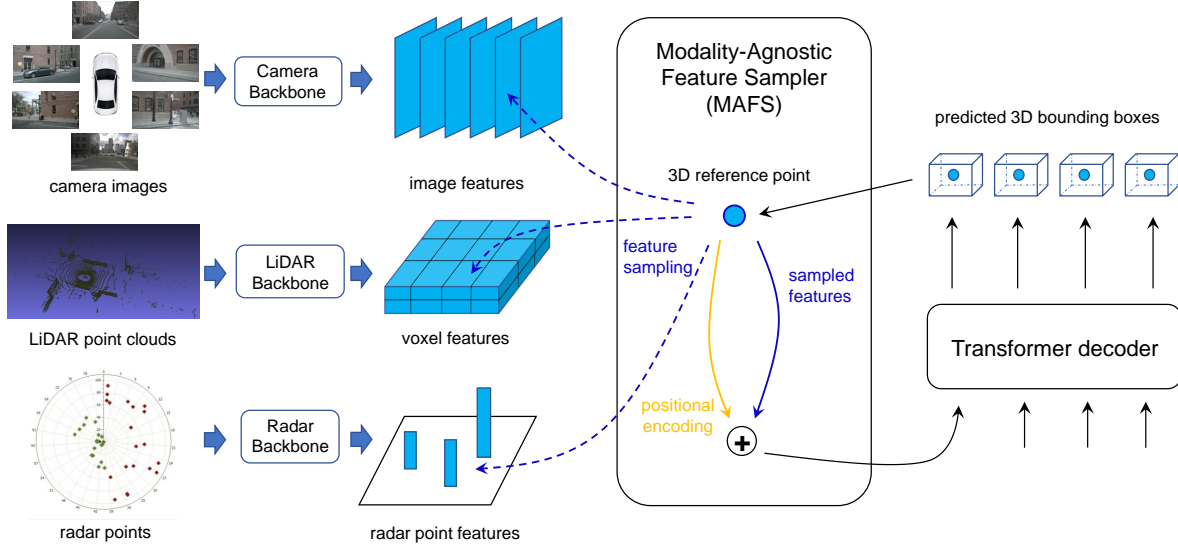 Camera
Backbone
camera images
image features
LiDAR
Backbone
LiDAR point clouds
voxel features
Radar
Backbone
radar points
radar point features
Modality-Agnostic
Feature Sampler
(MAFS)
3D reference point
feature
sampling
sampled
features
positional
encoding
+
predicted 3D bounding boxes
Transformer decoder